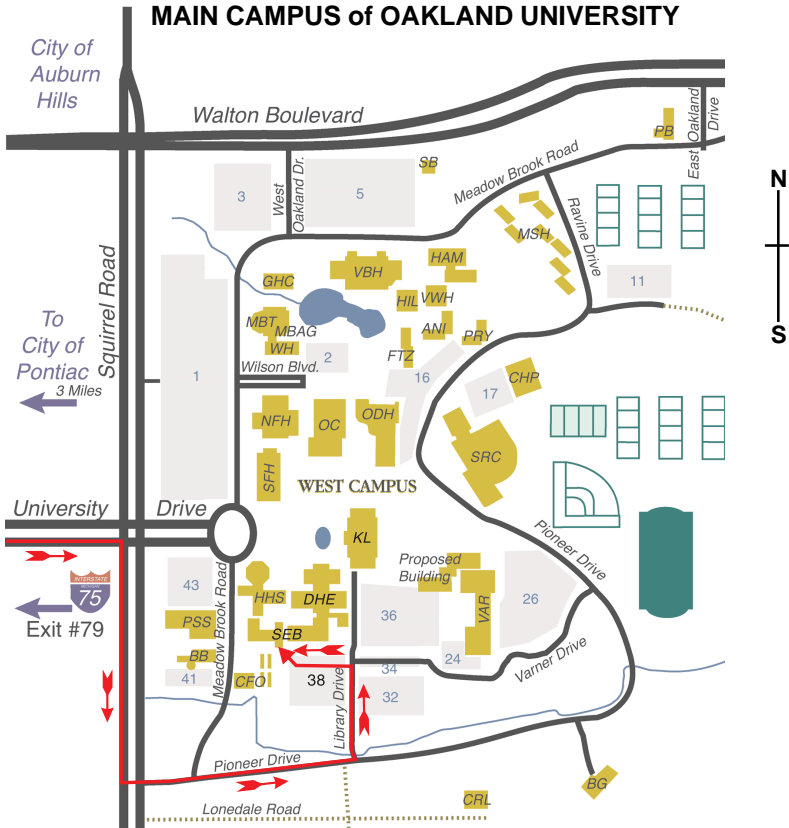 MAIN CAMPUS of OAKLAND UNIVERSITY
City of
Auburn
Hills
Walton Boulevard
PB
East Oakland
Drive
SB
Meadow Brook Road
3
West
Oakland Dr.
5
N
S
MSH
Ravine Drive
HAM
VBH
GHC
11
HIL
VWH
Squirrel Road
MBT
MBAG
ANI
PRY
To
City of
Pontiac
3 Miles
WH
2
FTZ
Wilson Blvd.
1
16
CHP
17
NFH
OC
ODH
SRC
SFH
WEST CAMPUS
University
Drive
KL
Pioneer Drive
Proposed
Building
INTERSTATE
MICHIGAN
75
Exit #79
43
Meadow Brook Road
HHS
DHE
36
VAR
26
PSS
SEB
BB
24
Varner Drive
41
CFO
38
Library Drive
34
32
Pioneer Drive
BG
CRL
Lonedale Road